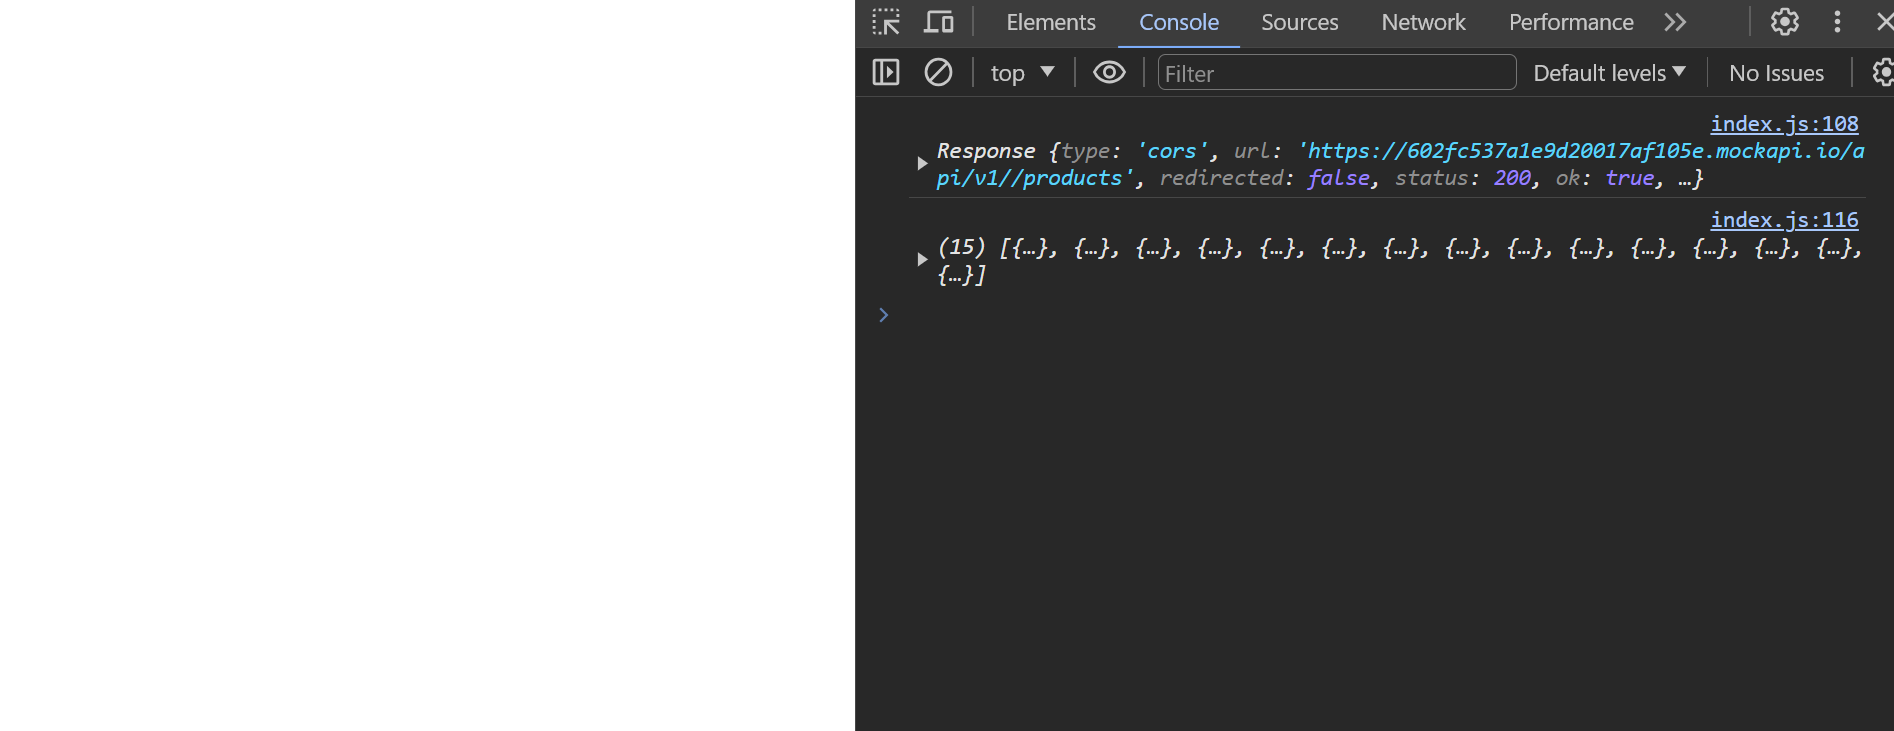 Elements Console Sources Network Performance
top Filter Default levels No Issues
index.js:108
Response {type: 'cors', url: 'https://602fc537a1e9d20017af105e.mockapi.io/a
pi/v1//products', redirected: false, status: 200, ok: true, …}
index.js:116
(15) [{…}, {…}, {…}, {…}, {…}, {…}, {…}, {…}, {…}, {…}, {…}, {…}, {…}, {…},
{…}]